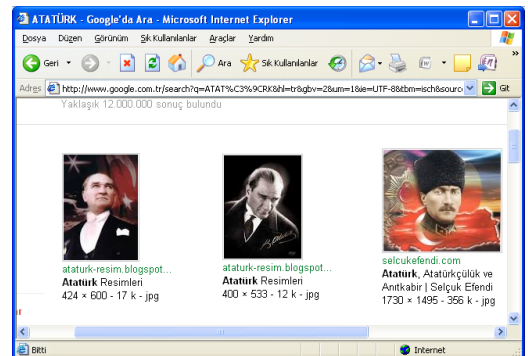 ATATÜRK - Google'da Ara - Microsoft Internet Explorer
Dosya Düzen Görünüm Sık Kullanılanlar Araçlar Yardım
Geri Ara Sık Kullanılanlar
Adres http://www.google.com.tr/search?q=ATAT%C3%9CRK&hl=tr&gbv=2&um=1&ie=UTF-8&tbm=isch&sourc Git
Yaklaşık 12.000.000 sonuç bulundu
ataturk-resim.blogspot...
Atatürk Resimleri
424 × 600 - 17 k - jpg
ataturk-resim.blogspot...
Atatürk Resimleri
400 × 533 - 12 k - jpg
selcukefendi.com
Atatürk, Atatürkçülük ve
Anıtkabir | Selçuk Efendi
1730 × 1495 - 356 k - jpg
Bitti Internet